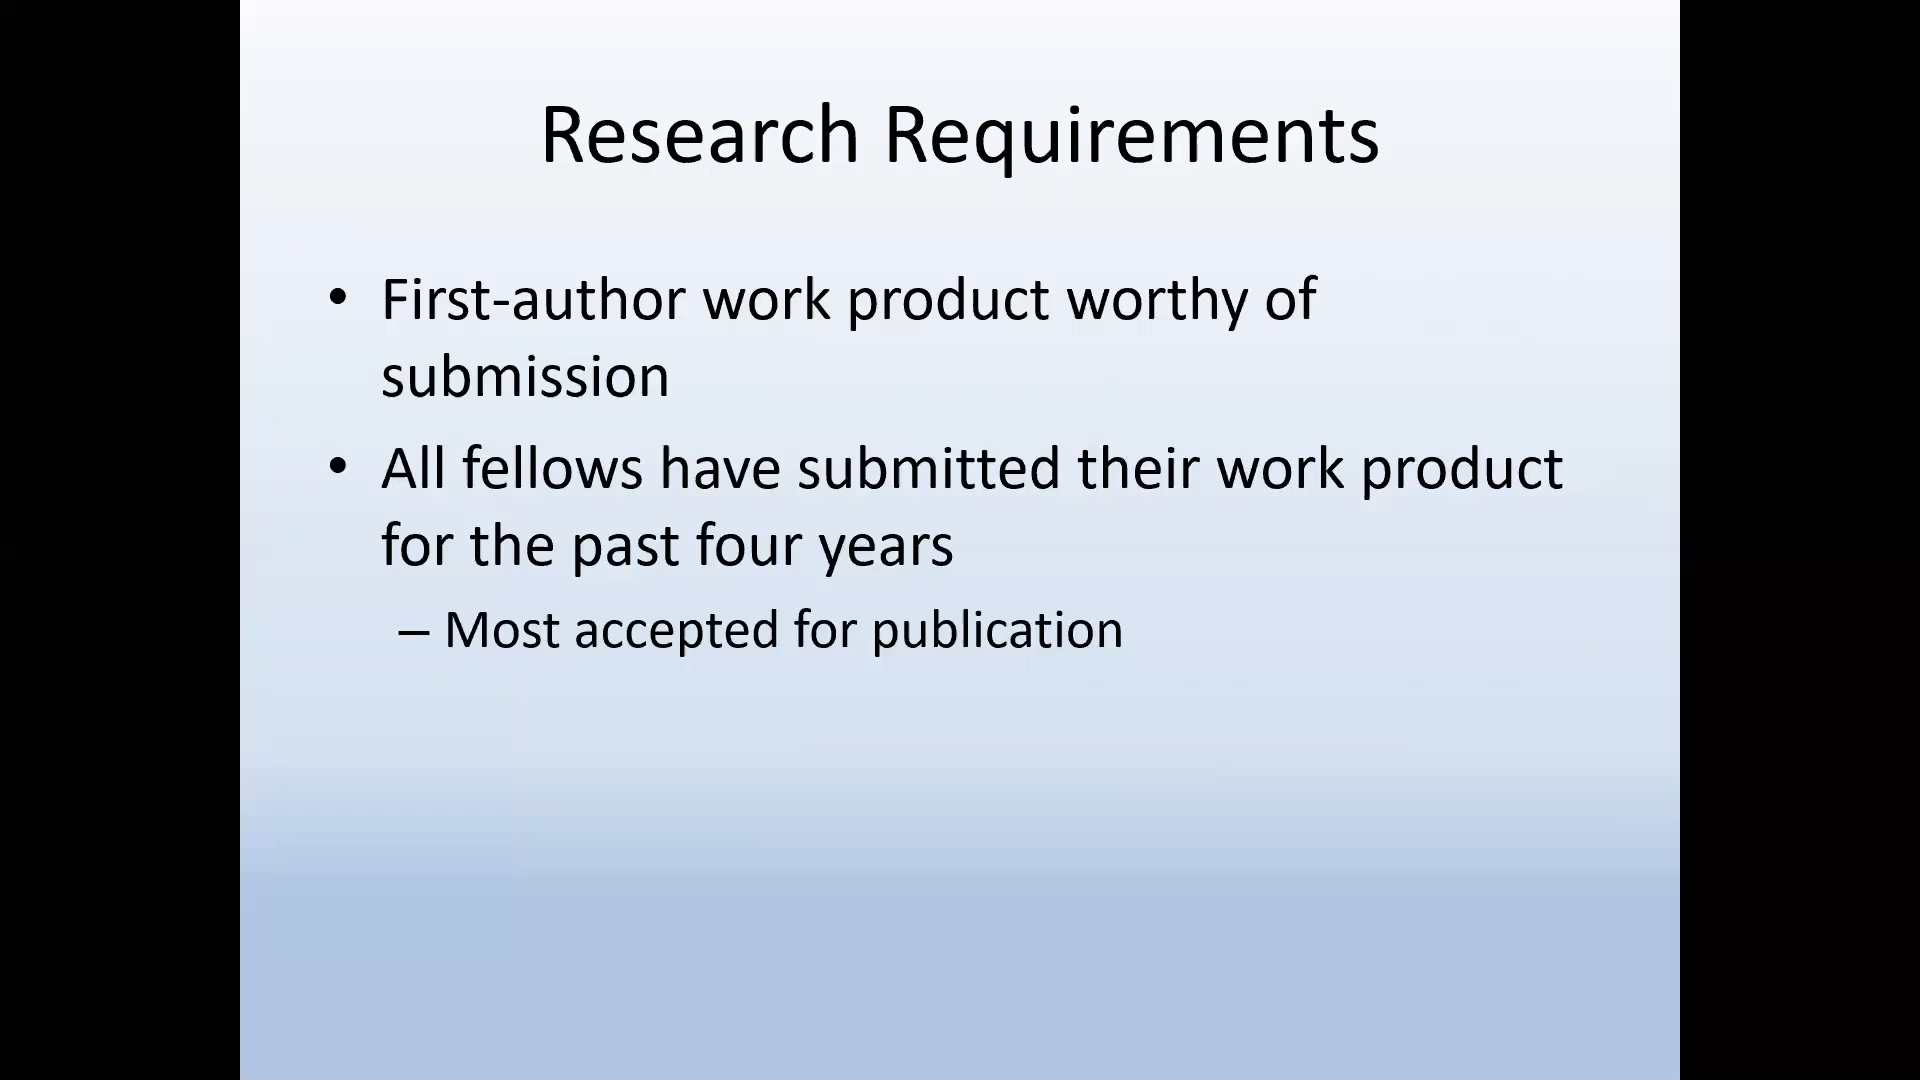 Research Requirements
• First-author work product worthy of
submission
• All fellows have submitted their work product
for the past four years
– Most accepted for publication